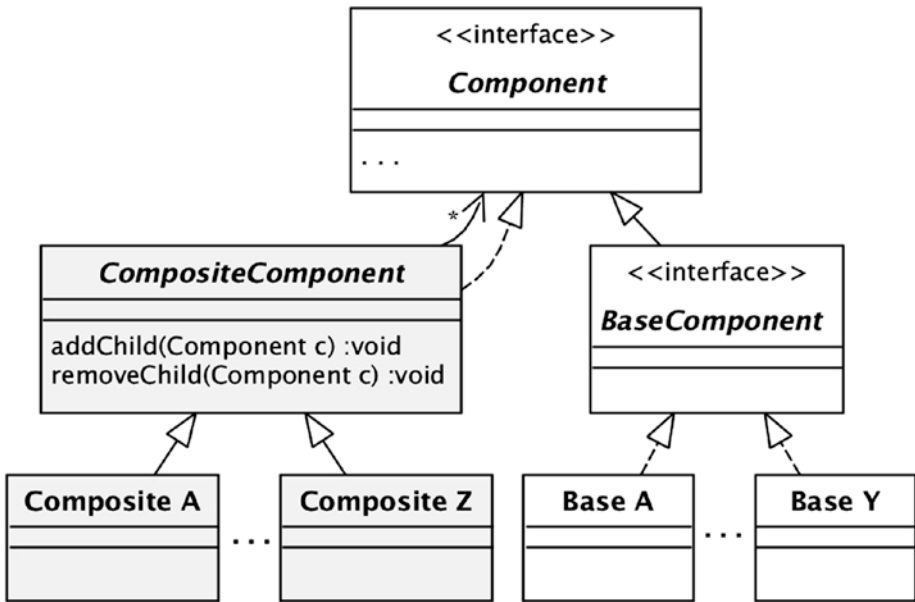 <<interface>>
Component
. . .
*
CompositeComponent
addChild(Component c) :void
removeChild(Component c) :void
<<interface>>
BaseComponent
Composite A
. . .
Composite Z
Base A
. . .
Base Y